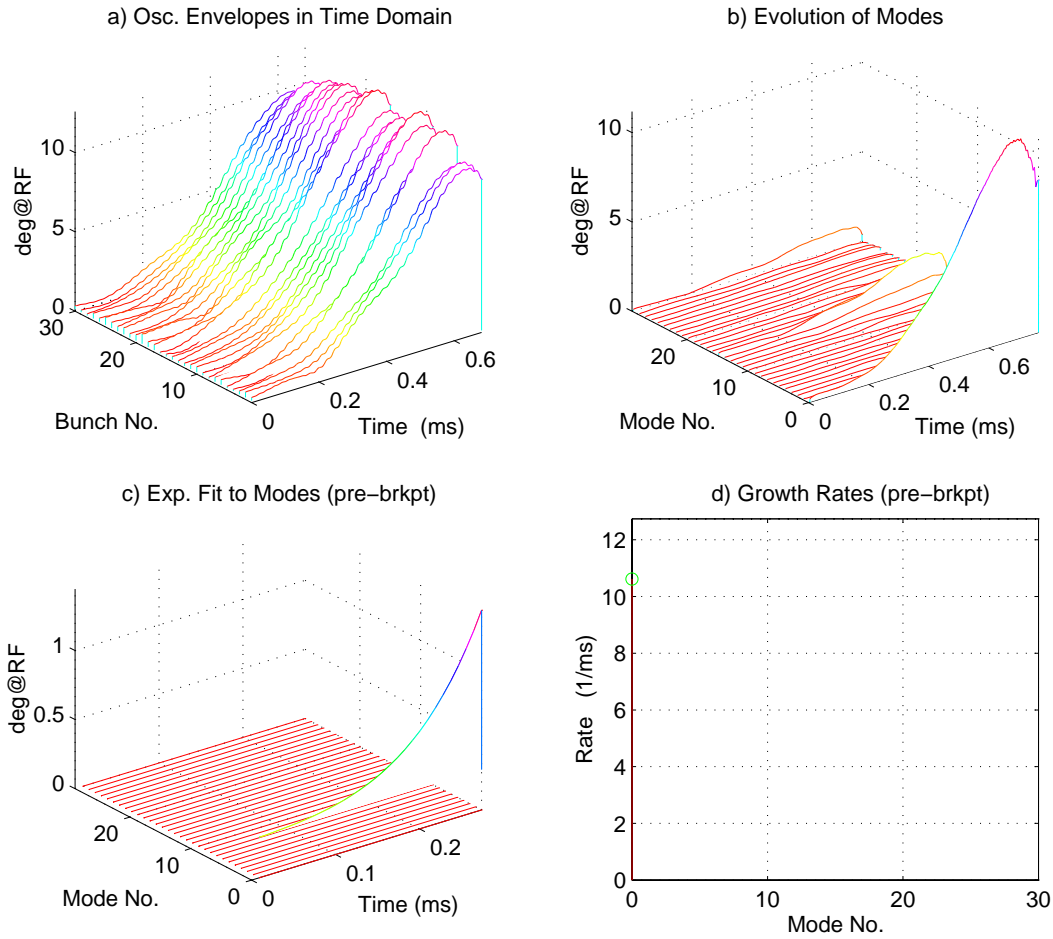 a) Osc. Envelopes in Time Domain
deg@RF
10
5
0
30
20
10
0
0.2
0.4
0.6
Bunch No.
Time (ms)
b) Evolution of Modes
deg@RF
10
5
0
20
10
0
0
0.2
0.4
0.6
Mode No.
Time (ms)
c) Exp. Fit to Modes (pre-brkpt)
deg@RF
1
0.5
0
20
10
0
0
0.1
0.2
Mode No.
Time (ms)
d) Growth Rates (pre-brkpt)
Rate (1/ms)
12
10
8
6
4
2
0
0
10
20
30
Mode No.